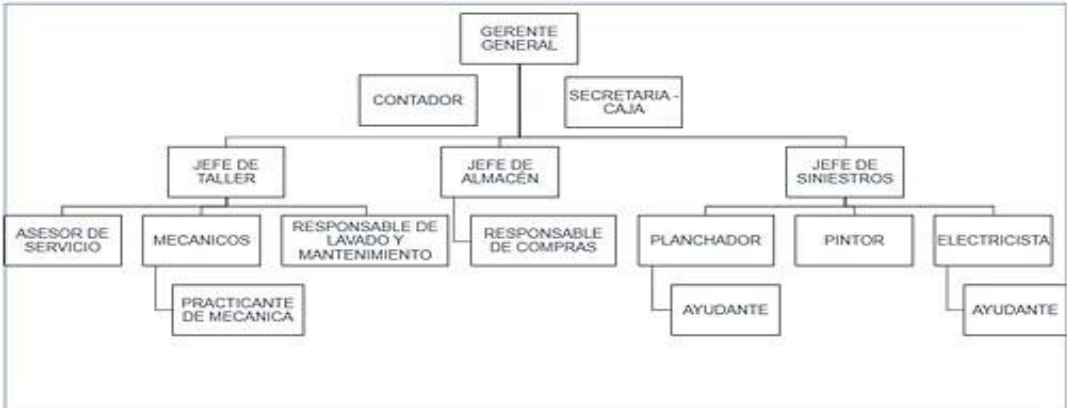 GERENTE
GENERAL
CONTADOR
SECRETARIA -
CAJA
JEFE DE
TALLER
JEFE DE
ALMACÉN
JEFE DE
SINIESTROS
ASESOR DE
SERVICIO
MECANICOS
RESPONSABLE DE
LAVADO Y
MANTENIMIENTO
RESPONSABLE
DE COMPRAS
PLANCHADOR
PINTOR
ELECTRICISTA
PRACTICANTE
DE MECANICA
AYUDANTE
AYUDANTE